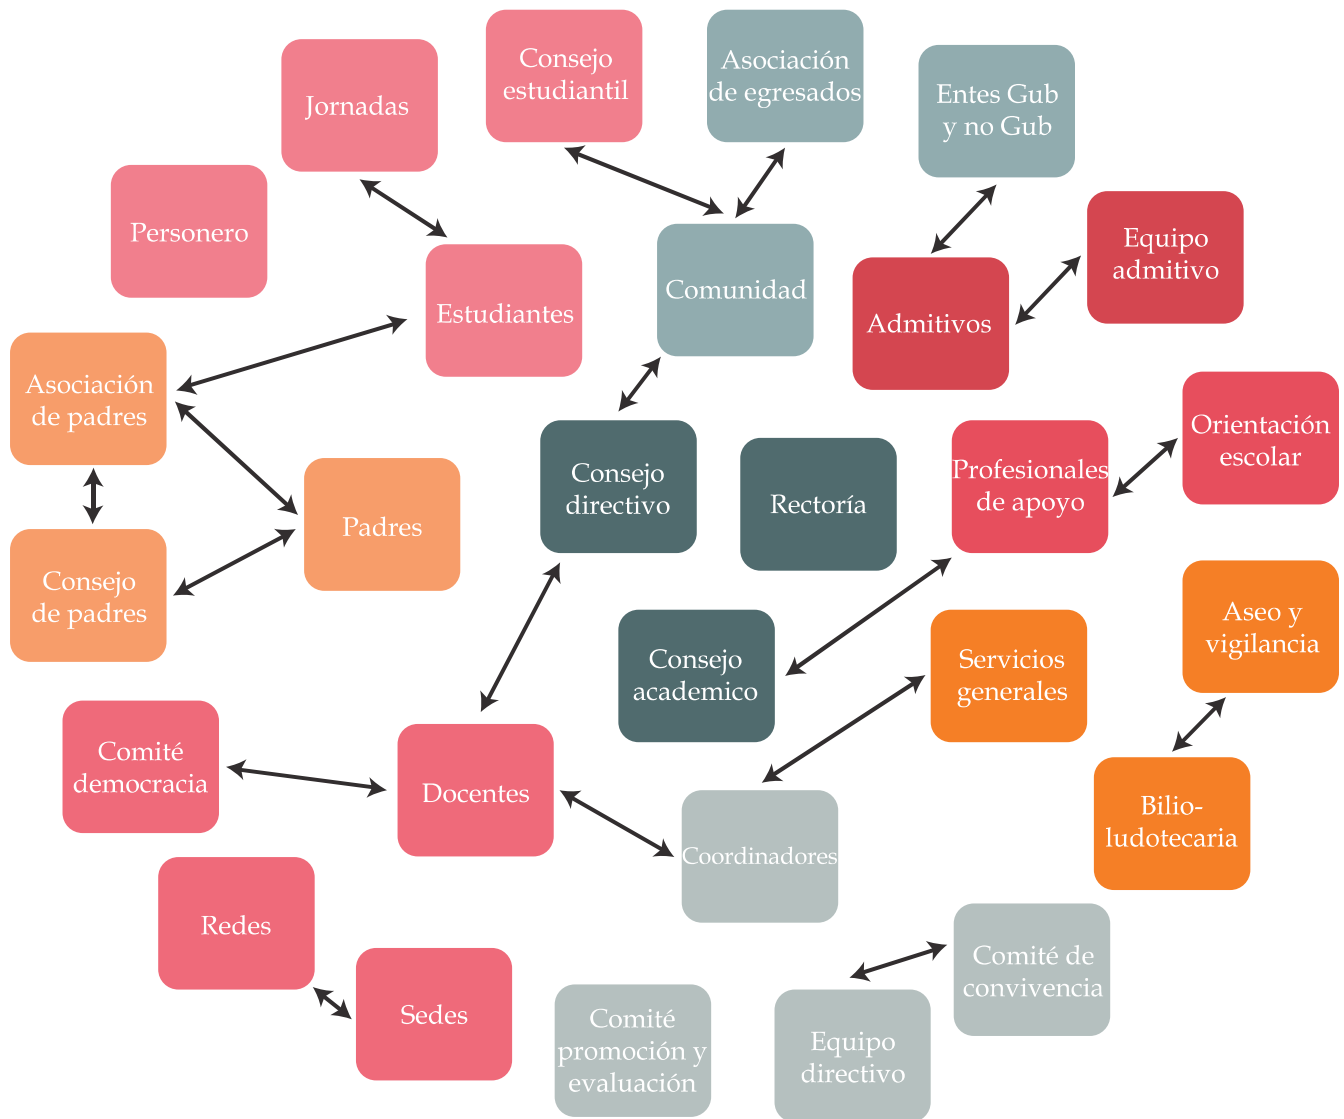 Consejo
estudiantil
Asociación
de egresados
Jornadas
Entes Gub
y no Gub
Personero
Equipo
admitivo
Estudiantes
Comunidad
Admitivos
Asociación
de padres
Orientación
escolar
Consejo
directivo
Rectoría
Profesionales
de apoyo
Padres
Consejo
de padres
Aseo y
vigilancia
Consejo
academico
Servicios
generales
Comité
democracia
Docentes
Coordinadores
Bilio-
ludotecaria
Redes
Sedes
Comité de
convivencia
Comité
promoción y
evaluación
Equipo
directivo